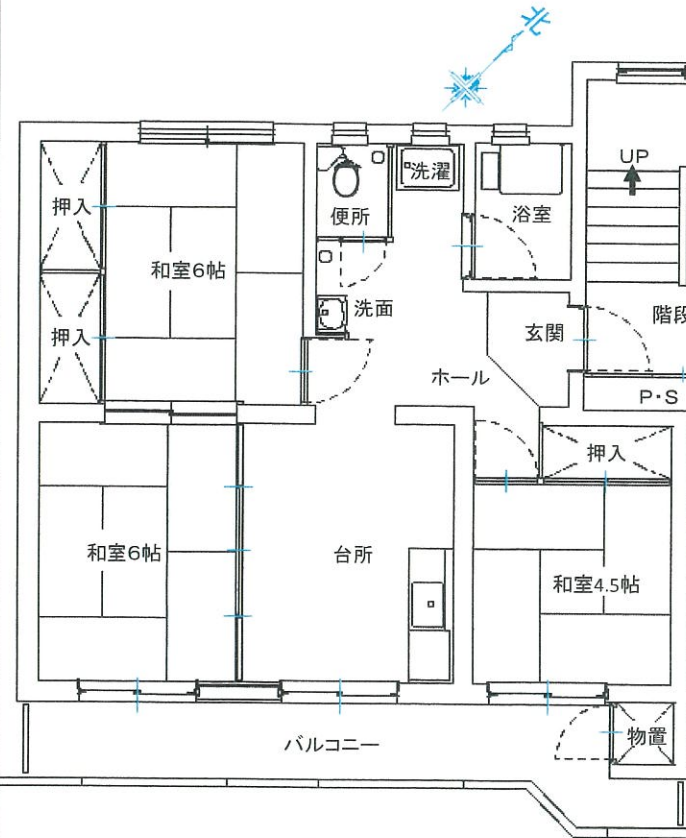 北
UP
洗濯
押入
便所
浴室
和室6帖
洗面
玄関
階段
押入
ホール
P・S
押入
和室6帖
台所
和室4.5帖
バルコニー
物置